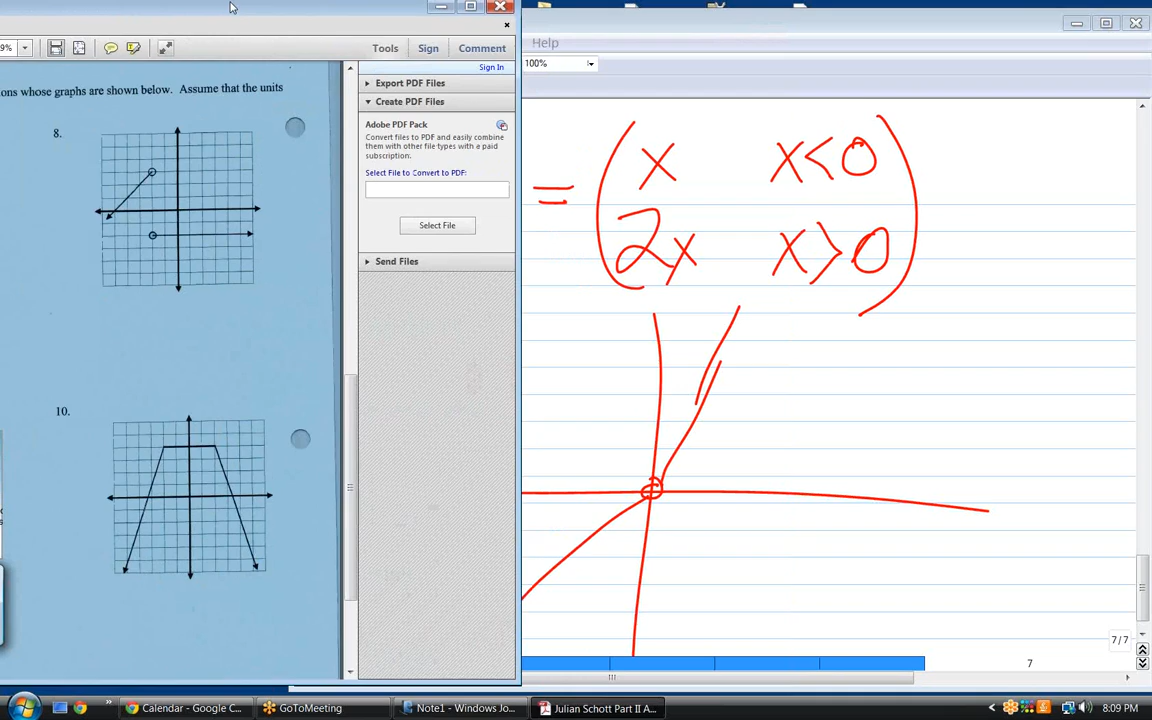 9%
Tools Sign Comment
Sign In
ions whose graphs are shown below. Assume that the units
8.
10.
Export PDF Files
Create PDF Files
Adobe PDF Pack
Convert files to PDF and easily combine
them with other file types with a paid
subscription.
Select File to Convert to PDF:
Select File
Send Files
Help
100%
= ( x x<0
2x x>0 )
7/7
7
Calendar - Google C...
GoToMeeting
Note1 - Windows Jo...
Julian Schott Part II A...
8:09 PM